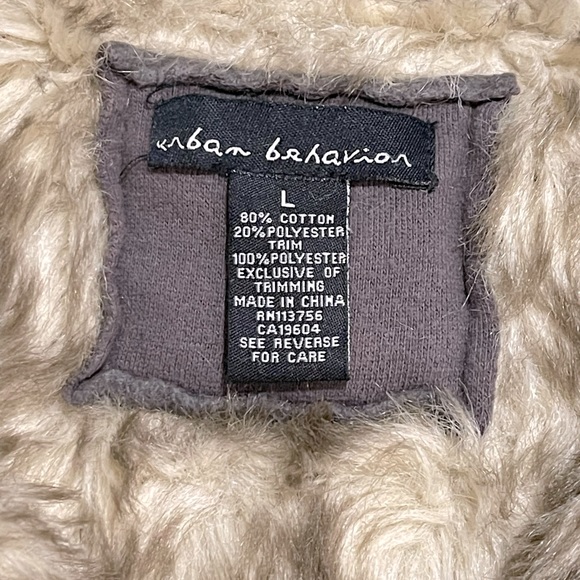 urban behavior
L
80% COTTON
20% POLYESTER
TRIM
100% POLYESTER
EXCLUSIVE OF
TRIMMING
MADE IN CHINA
RN113756
CA19604
SEE REVERSE
FOR CARE